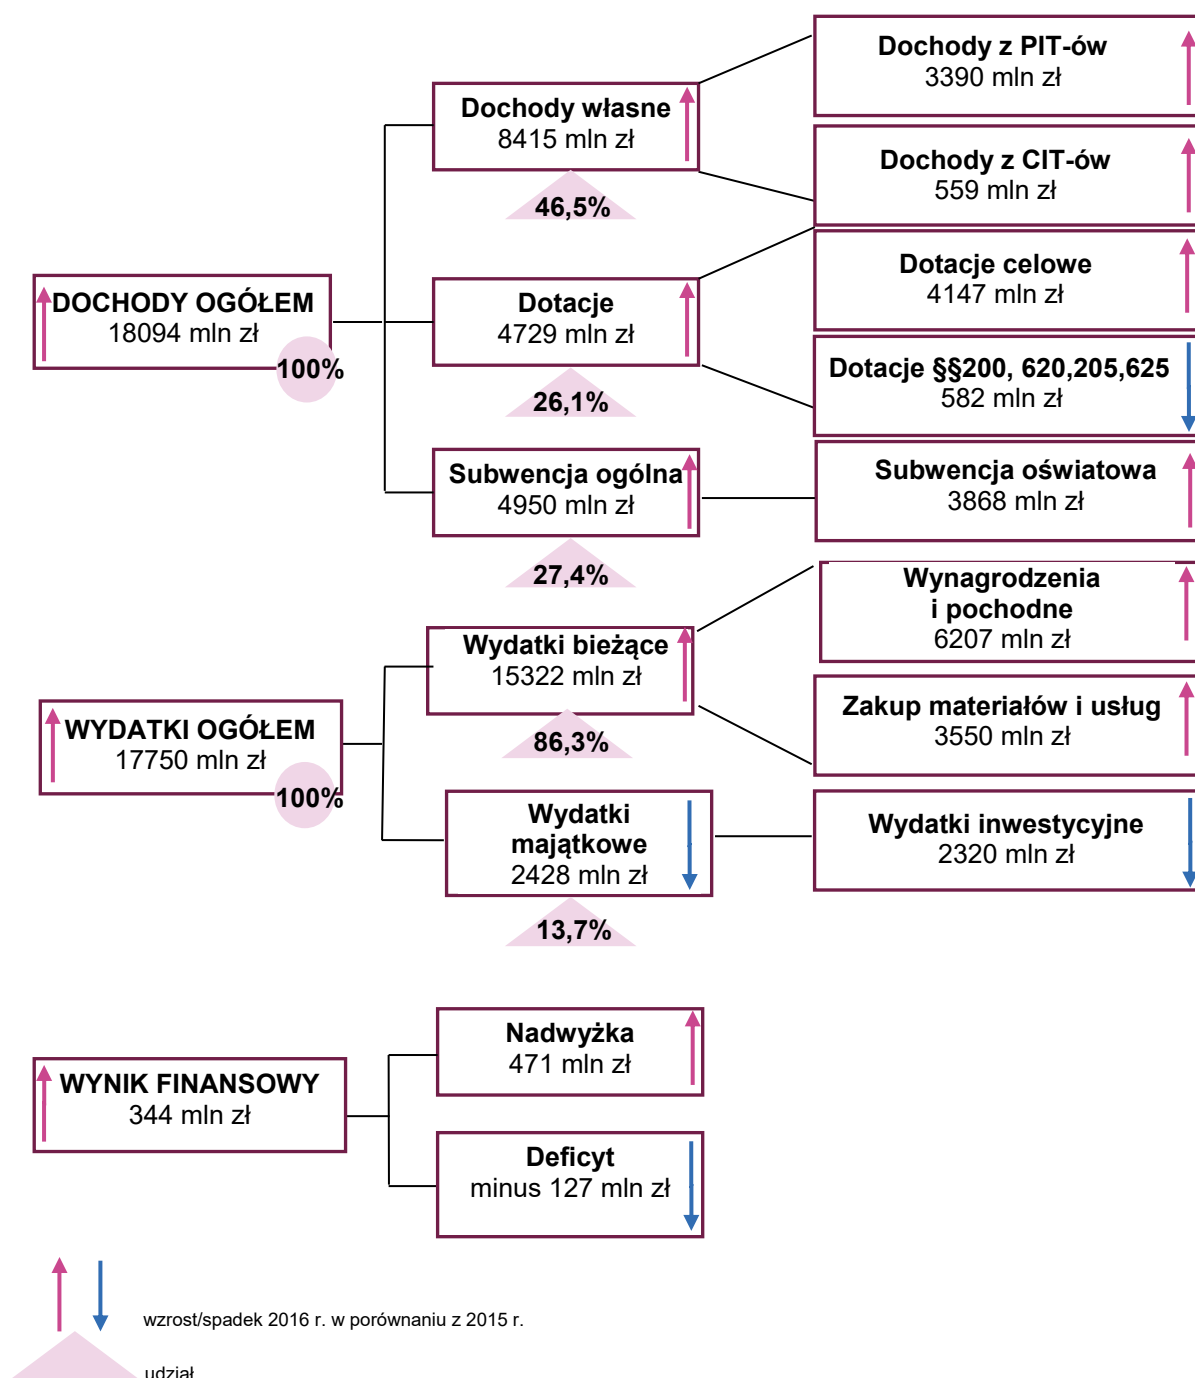 Dochody z PIT-ów
3390 mln zł
Dochody własne
8415 mln zł
46,5%
Dochody z CIT-ów
559 mln zł
DOCHODY OGÓŁEM
18094 mln zł
100%
Dotacje
4729 mln zł
26,1%
Dotacje celowe
4147 mln zł
Dotacje §§200, 620,205,625
582 mln zł
Subwencja ogólna
4950 mln zł
27,4%
Subwencja oświatowa
3868 mln zł
Wynagrodzenia
i pochodne
6207 mln zł
Wydatki bieżące
15322 mln zł
86,3%
WYDATKI OGÓŁEM
17750 mln zł
100%
Zakup materiałów i usług
3550 mln zł
Wydatki
majątkowe
2428 mln zł
13,7%
Wydatki inwestycyjne
2320 mln zł
Nadwyżka
471 mln zł
WYNIK FINANSOWY
344 mln zł
Deficyt
minus 127 mln zł
wzrost/spadek 2016 r. w porównaniu z 2015 r.
udział